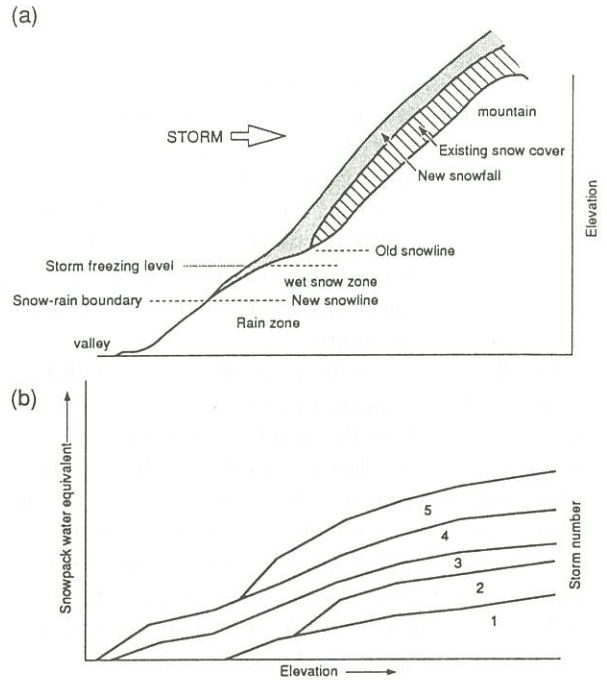 (a)
mountain
STORM
Existing snow cover
New snowfall
Elevation
Old snowline
Storm freezing level
wet snow zone
Snow-rain boundary
New snowline
Rain zone
valley
(b)
Snowpack water equivalent
5
4
3
2
1
Storm number
Elevation